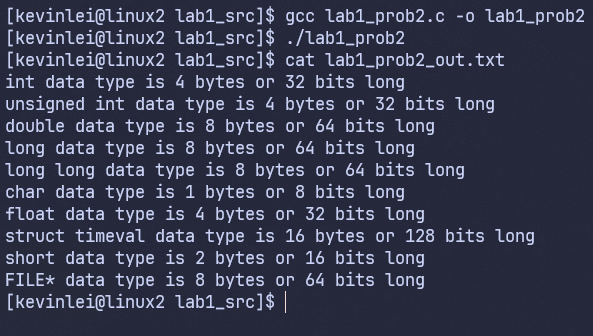 [kevinlei@linux2 lab1_src]$ gcc lab1_prob2.c -o lab1_prob2
[kevinlei@linux2 lab1_src]$ ./lab1_prob2
[kevinlei@linux2 lab1_src]$ cat lab1_prob2_out.txt
int data type is 4 bytes or 32 bits long
unsigned int data type is 4 bytes or 32 bits long
double data type is 8 bytes or 64 bits long
long data type is 8 bytes or 64 bits long
long long data type is 8 bytes or 64 bits long
char data type is 1 bytes or 8 bits long
float data type is 4 bytes or 32 bits long
struct timeval data type is 16 bytes or 128 bits long
short data type is 2 bytes or 16 bits long
FILE* data type is 8 bytes or 64 bits long
[kevinlei@linux2 lab1_src]$